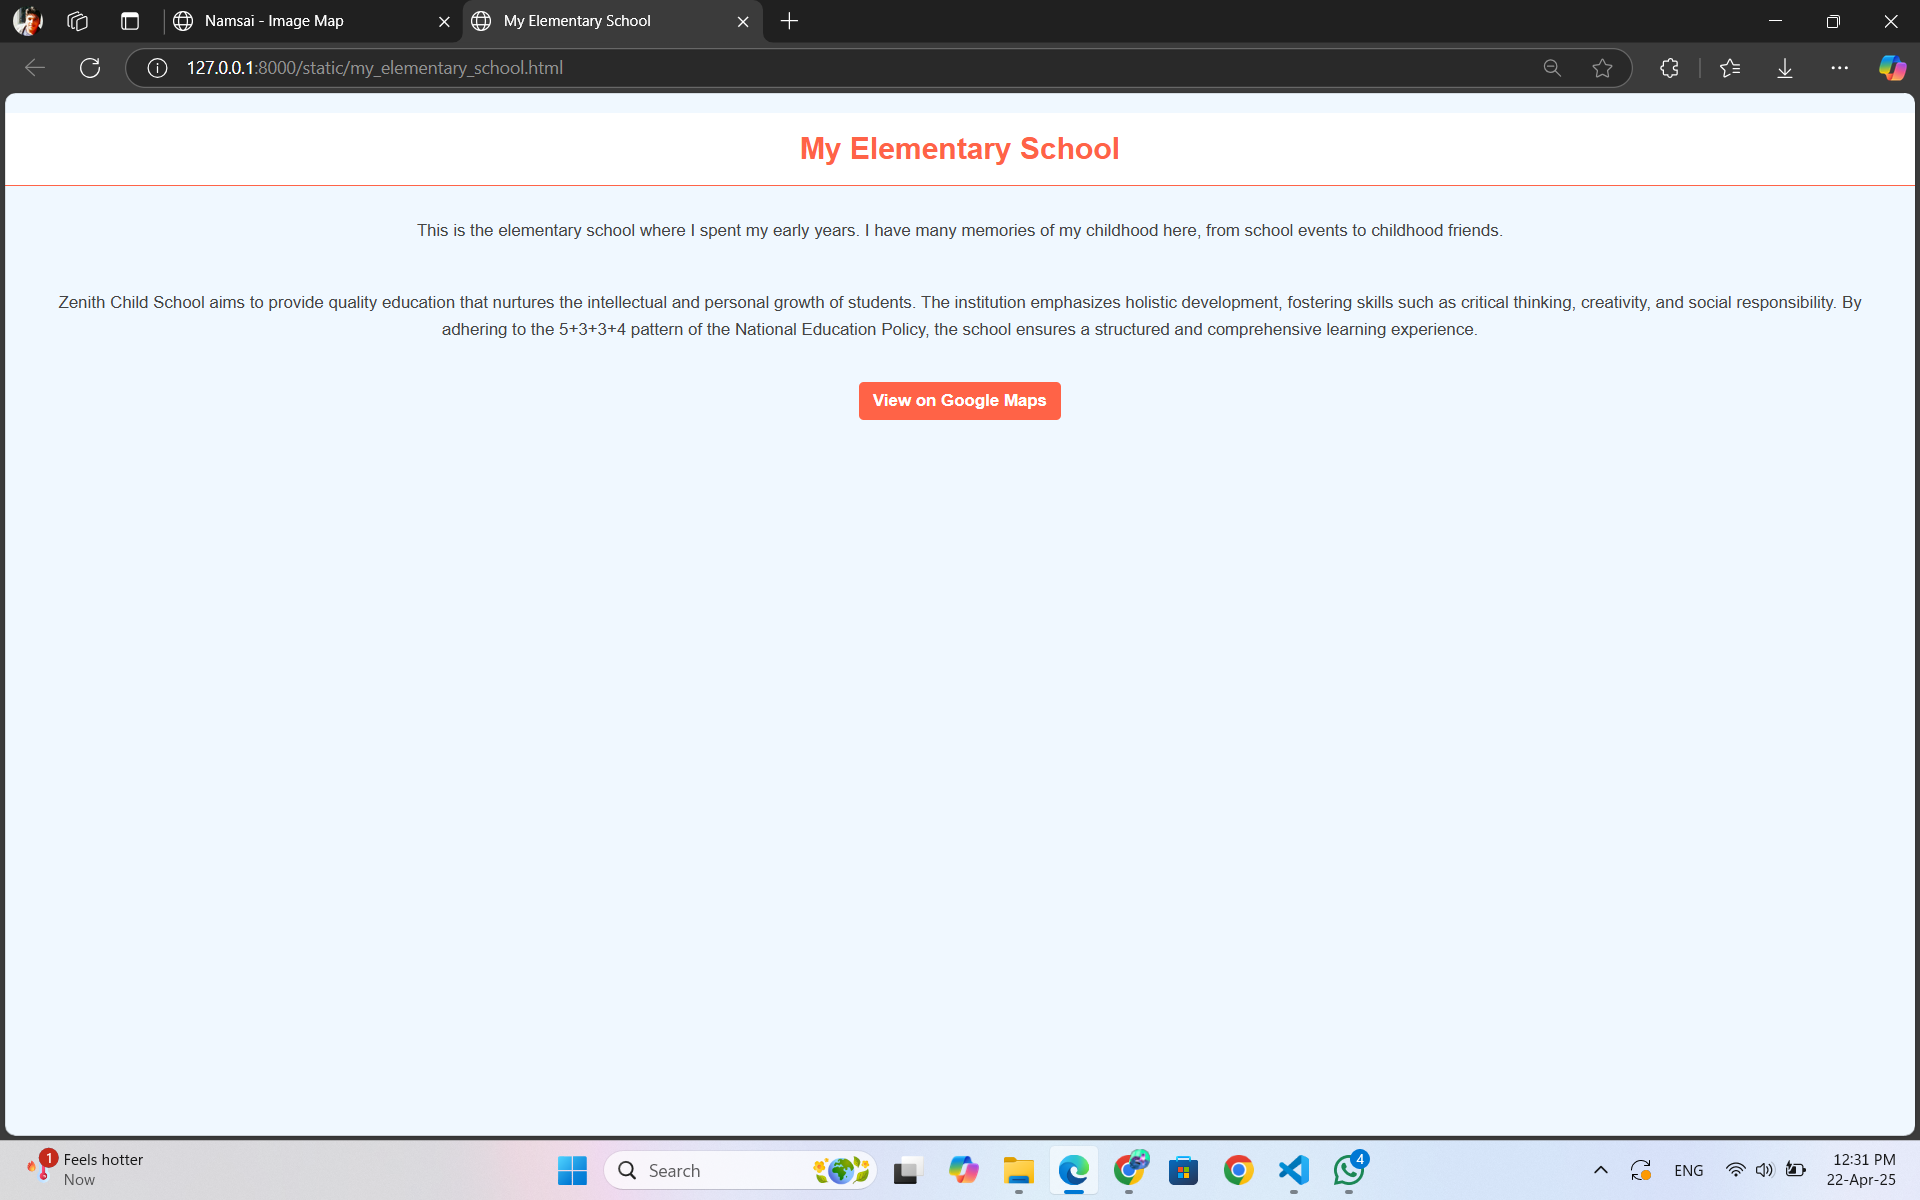 Namsai - Image Map
My Elementary School
127.0.0.1:8000/static/my_elementary_school.html
My Elementary School
This is the elementary school where I spent my early years. I have many memories of my childhood here, from school events to childhood friends.
Zenith Child School aims to provide quality education that nurtures the intellectual and personal growth of students. The institution emphasizes holistic development, fostering skills such as critical thinking, creativity, and social responsibility. By
adhering to the 5+3+3+4 pattern of the National Education Policy, the school ensures a structured and comprehensive learning experience.
View on Google Maps
1
Feels hotter
Now
Search
4
ENG
12:31 PM
22-Apr-25